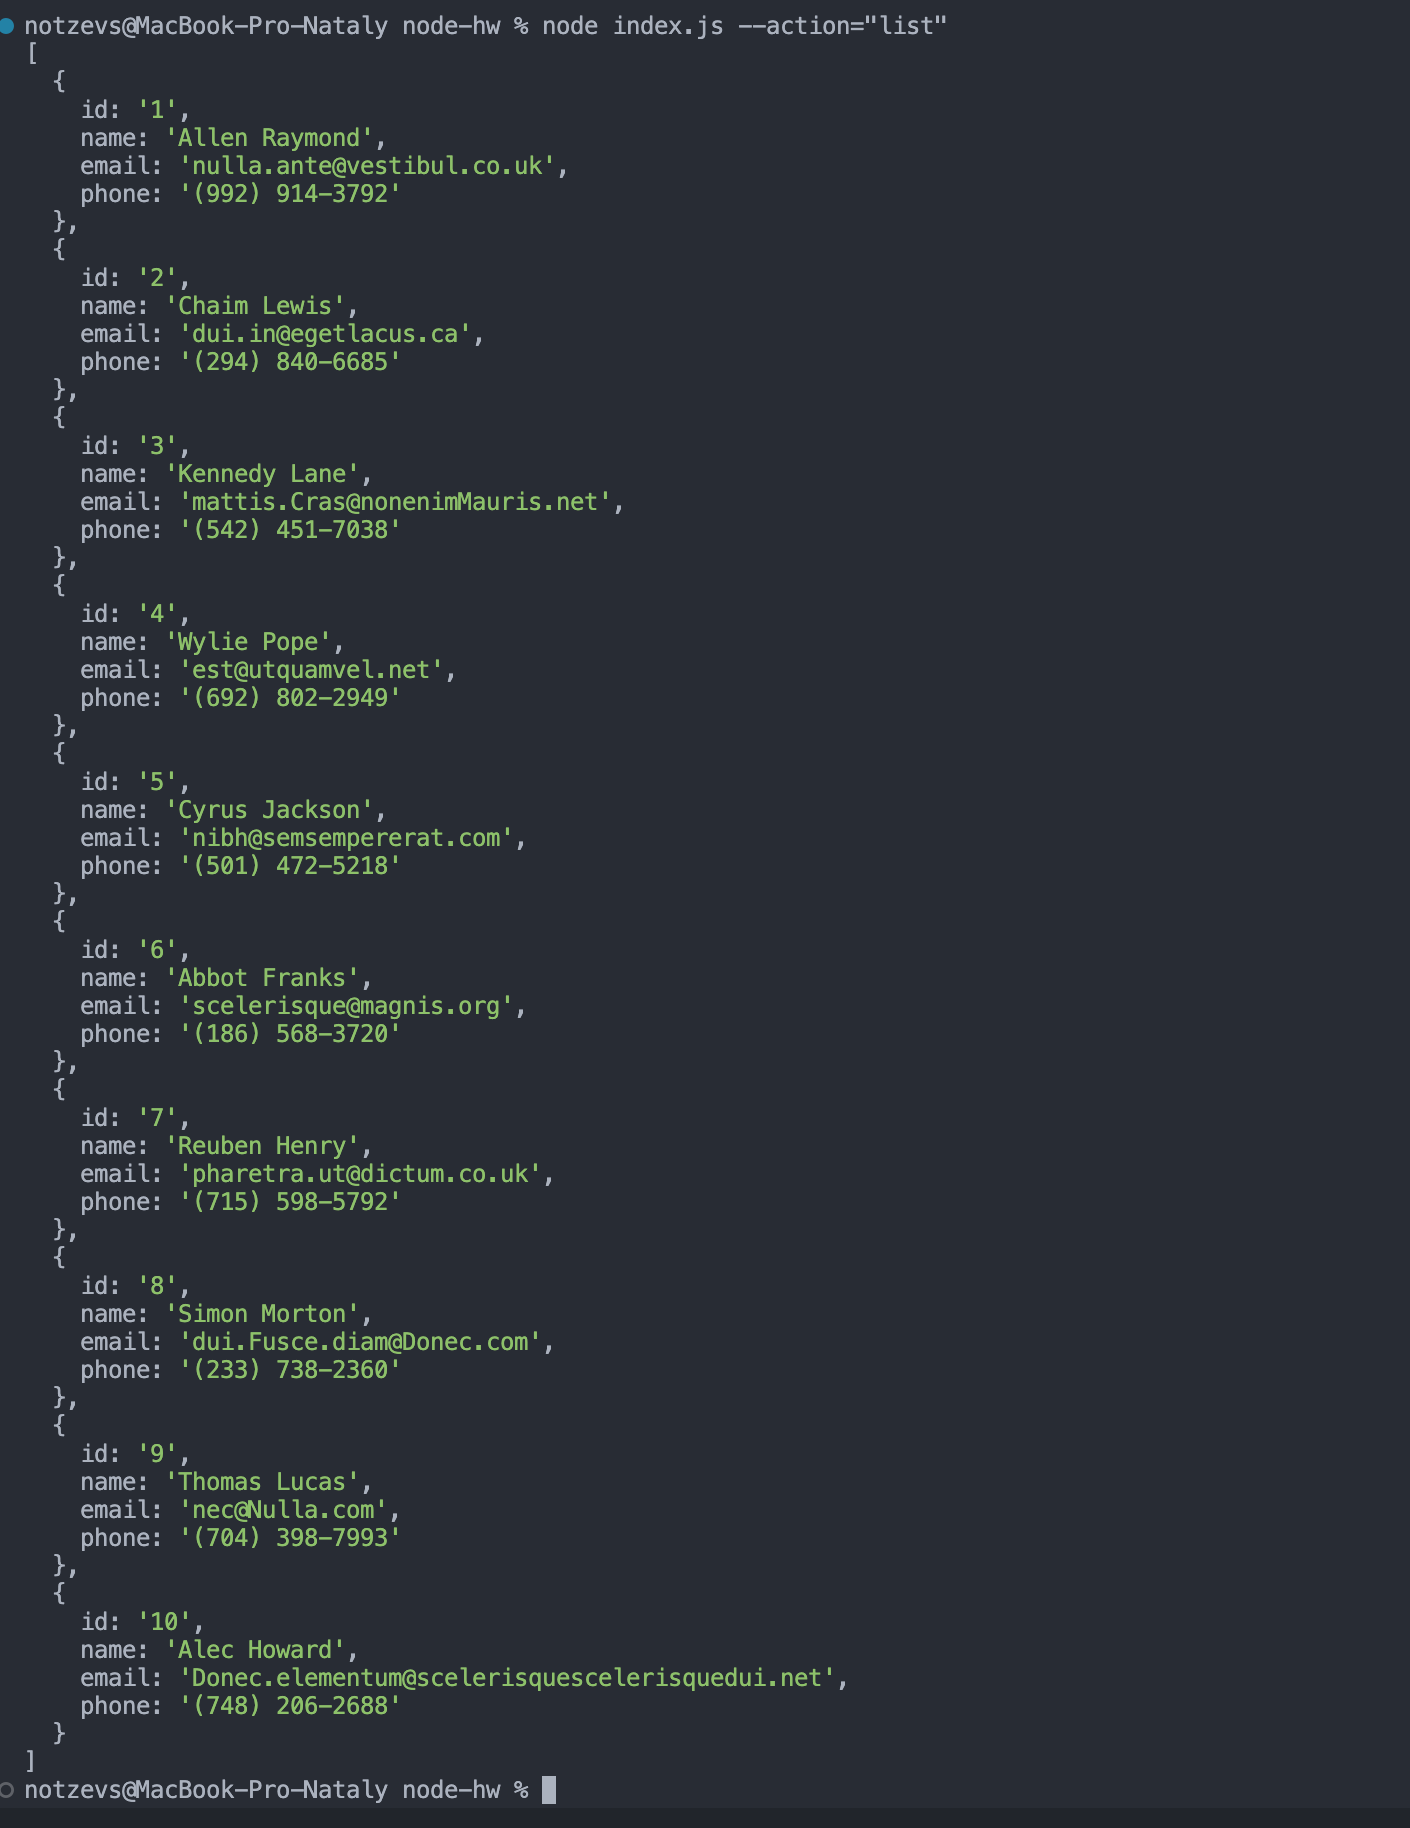 notzevs@MacBook-Pro-Nataly node-hw % node index.js --action="list"
[
  {
    id: '1',
    name: 'Allen Raymond',
    email: 'nulla.ante@vestibul.co.uk',
    phone: '(992) 914-3792'
  },
  {
    id: '2',
    name: 'Chaim Lewis',
    email: 'dui.in@egetlacus.ca',
    phone: '(294) 840-6685'
  },
  {
    id: '3',
    name: 'Kennedy Lane',
    email: 'mattis.Cras@nonenimMauris.net',
    phone: '(542) 451-7038'
  },
  {
    id: '4',
    name: 'Wylie Pope',
    email: 'est@utquamvel.net',
    phone: '(692) 802-2949'
  },
  {
    id: '5',
    name: 'Cyrus Jackson',
    email: 'nibh@semsempererat.com',
    phone: '(501) 472-5218'
  },
  {
    id: '6',
    name: 'Abbot Franks',
    email: 'scelerisque@magnis.org',
    phone: '(186) 568-3720'
  },
  {
    id: '7',
    name: 'Reuben Henry',
    email: 'pharetra.ut@dictum.co.uk',
    phone: '(715) 598-5792'
  },
  {
    id: '8',
    name: 'Simon Morton',
    email: 'dui.Fusce.diam@Donec.com',
    phone: '(233) 738-2360'
  },
  {
    id: '9',
    name: 'Thomas Lucas',
    email: 'nec@Nulla.com',
    phone: '(704) 398-7993'
  },
  {
    id: '10',
    name: 'Alec Howard',
    email: 'Donec.elementum@scelerisquescelerisquedui.net',
    phone: '(748) 206-2688'
  }
]
notzevs@MacBook-Pro-Nataly node-hw %